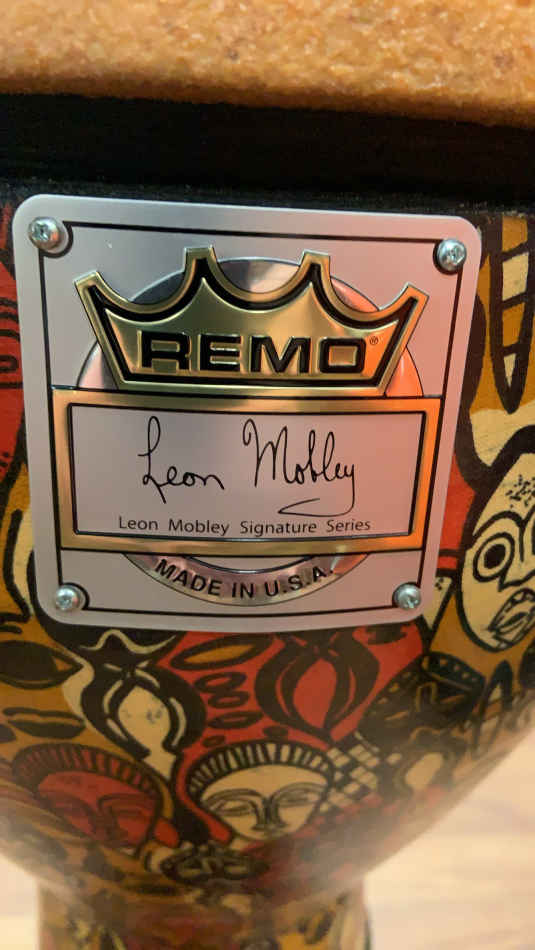 REMO®
Leon Mobley
Leon Mobley Signature Series
MADE IN U.S.A.